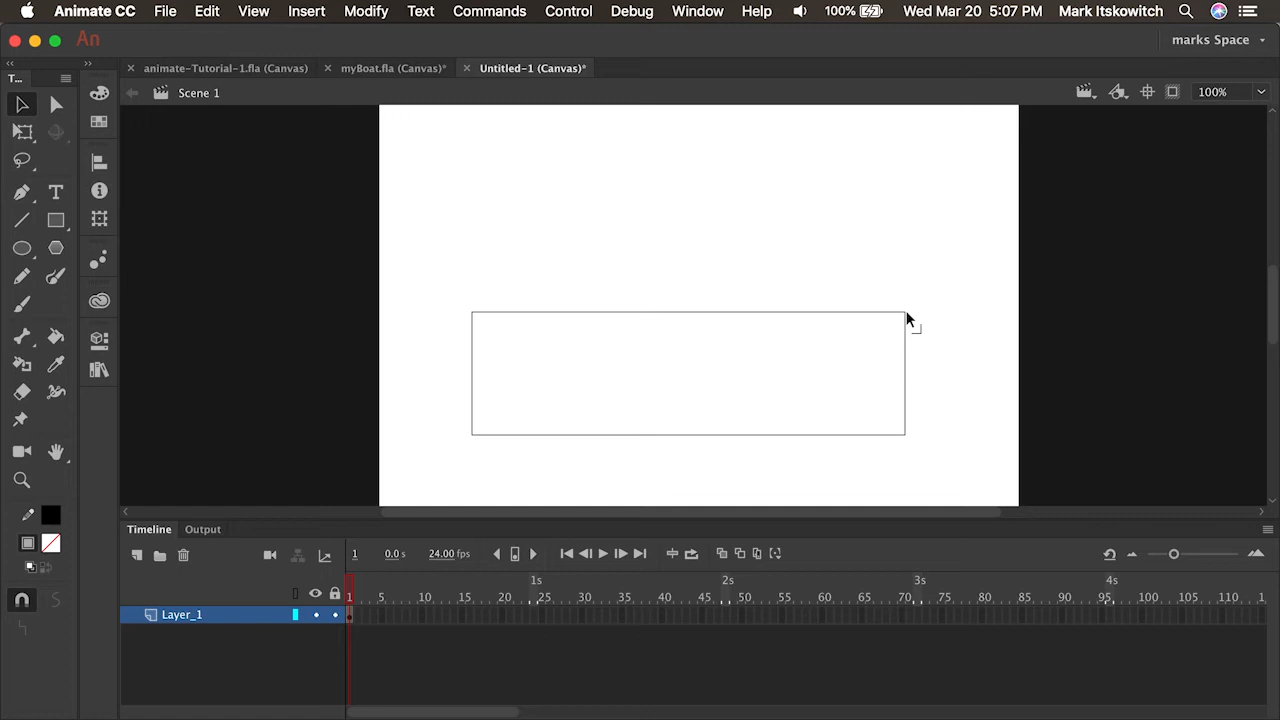 Animate CC File Edit View Insert Modify Text Commands Control Debug Window Help 100% Wed Mar 20 5:07 PM Mark Itskowitch
An marks Space
animate-Tutorial-1.fla (Canvas) myBoat.fla (Canvas)* Untitled-1 (Canvas)*
T...
Scene 1 100%
T
Timeline Output
1 0.0 s 24.00 fps
1s 2s 3s 4s
1 5 10 15 20 25 30 35 40 45 50 55 60 65 70 75 80 85 90 95 100 105 110 1
Layer_1